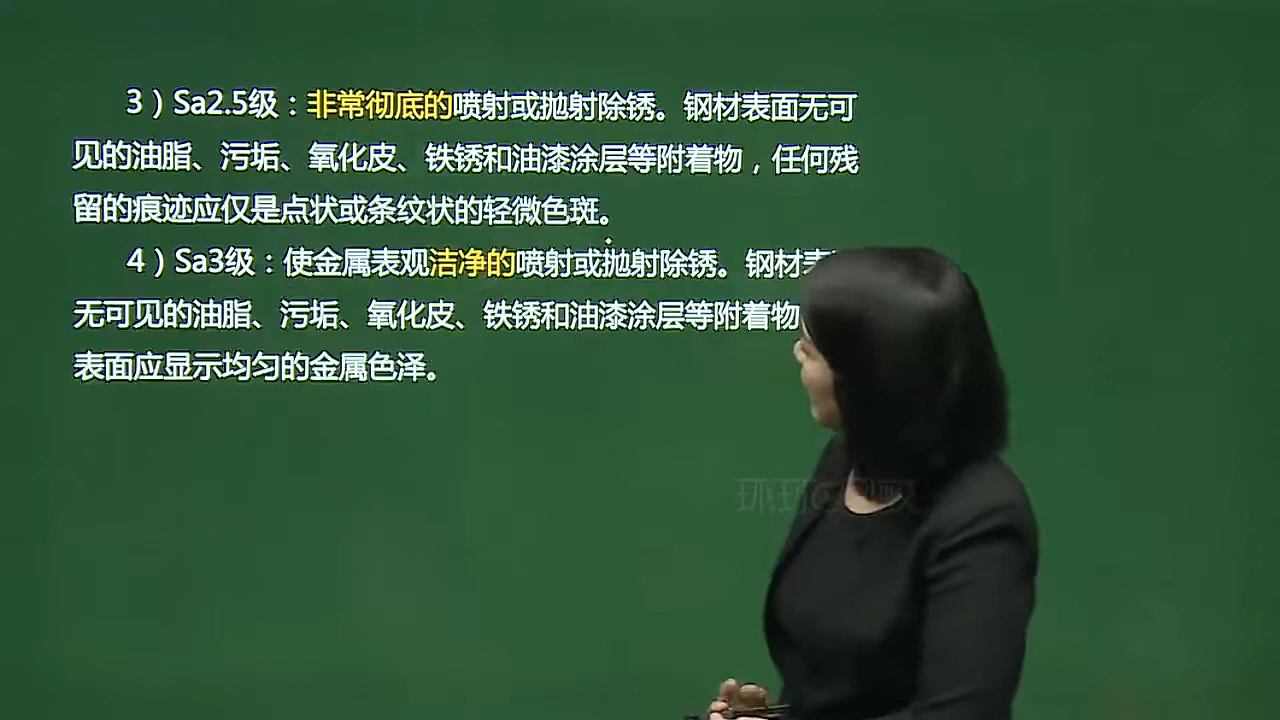 3）Sa2.5级：非常彻底的喷射或抛射除锈。钢材表面无可
见的油脂、污垢、氧化皮、铁锈和油漆涂层等附着物，任何残
留的痕迹应仅是点状或条纹状的轻微色斑。
4）Sa3级：使金属表观洁净的喷射或抛射除锈。钢材表
无可见的油脂、污垢、氧化皮、铁锈和油漆涂层等附着物
表面应显示均匀的金属色泽。